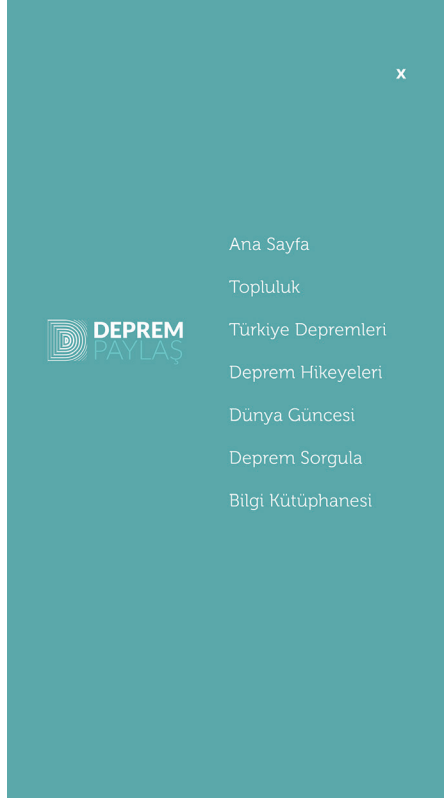 x
Ana Sayfa
Topluluk
Türkiye Depremleri
Deprem Hikeyeleri
Dünya Güncesi
Deprem Sorgula
Bilgi Kütüphanesi
D DEPREM
PAYLAŞ